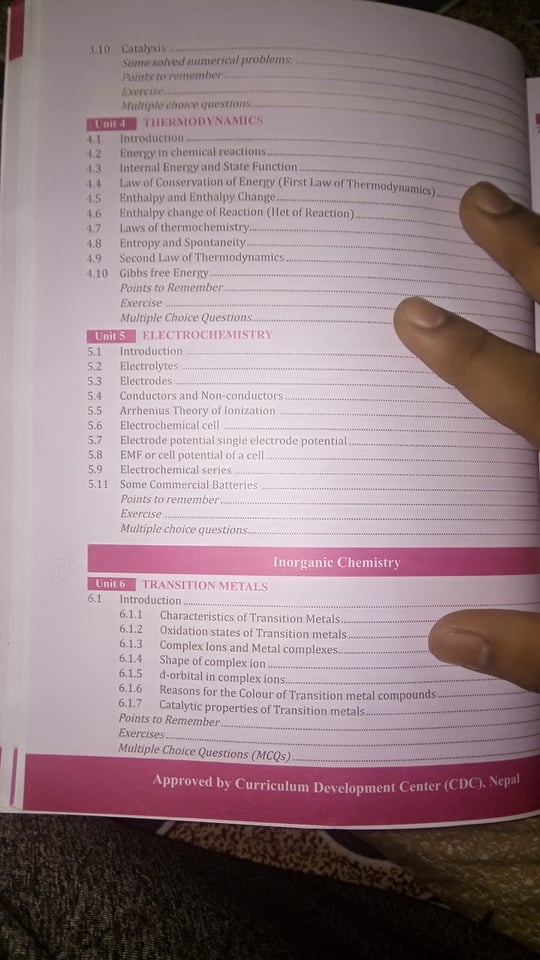 3.10 Catalysis
Some solved numerical problems:
Points to remember
Exercise
Multiple choice questions
Unit 4 THERMODYNAMICS
4.1 Introduction
4.2 Energy in chemical reactions
4.3 Internal Energy and State Function
4.4 Law of Conservation of Energy (First Law of Thermodynamics)
4.5 Enthalpy and Enthalpy Change
4.6 Enthalpy change of Reaction (Het of Reaction)
4.7 Laws of thermochemistry
4.8 Entropy and Spontaneity
4.9 Second Law of Thermodynamics
4.10 Gibbs free Energy
Points to Remember
Exercise
Multiple Choice Questions
Unit 5 ELECTROCHEMISTRY
5.1 Introduction
5.2 Electrolytes
5.3 Electrodes
5.4 Conductors and Non-conductors
5.5 Arrhenius Theory of Ionization
5.6 Electrochemical cell
5.7 Electrode potential single electrode potential
5.8 EMF or cell potential of a cell
5.9 Electrochemical series
5.11 Some Commercial Batteries
Points to remember
Exercise
Multiple choice questions
Inorganic Chemistry
Unit 6 TRANSITION METALS
6.1 Introduction
6.1.1 Characteristics of Transition Metals
6.1.2 Oxidation states of Transition metals
6.1.3 Complex Ions and Metal complexes
6.1.4 Shape of complex ion
6.1.5 d-orbital in complex ions
6.1.6 Reasons for the Colour of Transition metal compounds
6.1.7 Catalytic properties of Transition metals
Points to Remember
Exercises
Multiple Choice Questions (MCQs)
Approved by Curriculum Development Center (CDC), Nepal